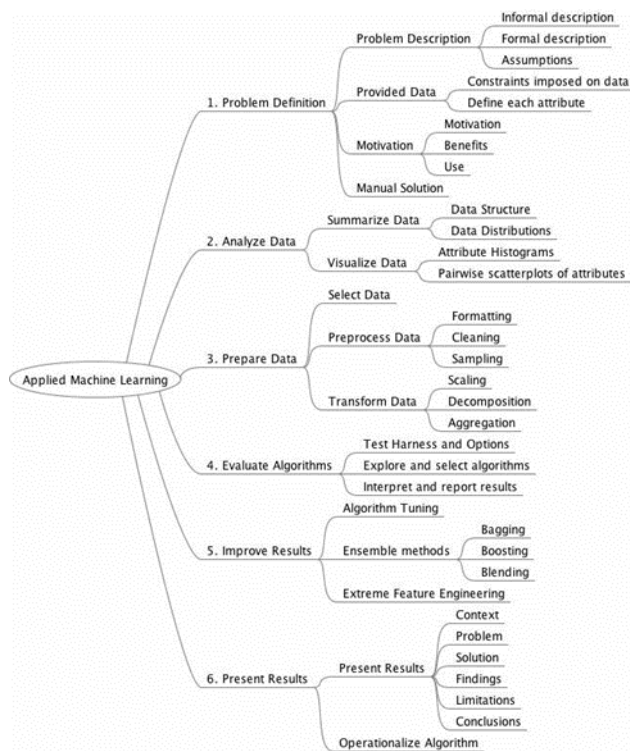 Applied Machine Learning
1. Problem Definition
Problem Description
Informal description
Formal description
Assumptions
Provided Data
Constraints imposed on data
Define each attribute
Motivation
Motivation
Benefits
Use
Manual Solution
2. Analyze Data
Summarize Data
Data Structure
Data Distributions
Visualize Data
Attribute Histograms
Pairwise scatterplots of attributes
3. Prepare Data
Select Data
Preprocess Data
Formatting
Cleaning
Sampling
Transform Data
Scaling
Decomposition
Aggregation
4. Evaluate Algorithms
Test Harness and Options
Explore and select algorithms
Interpret and report results
5. Improve Results
Algorithm Tuning
Ensemble methods
Bagging
Boosting
Blending
Extreme Feature Engineering
6. Present Results
Present Results
Context
Problem
Solution
Findings
Limitations
Conclusions
Operationalize Algorithm